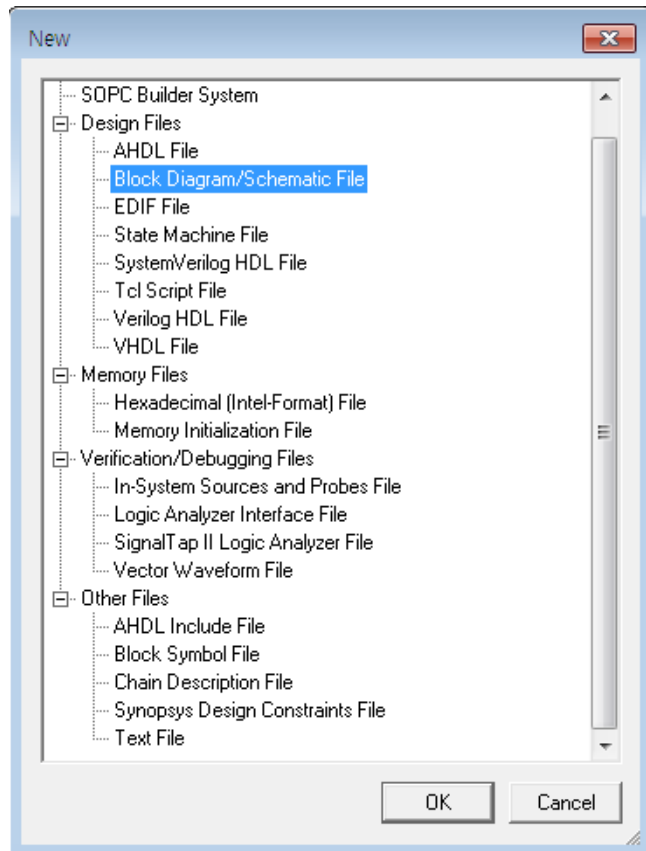 New
SOPC Builder System
Design Files
AHDL File
Block Diagram/Schematic File
EDIF File
State Machine File
SystemVerilog HDL File
Tcl Script File
Verilog HDL File
VHDL File
Memory Files
Hexadecimal (Intel-Format) File
Memory Initialization File
Verification/Debugging Files
In-System Sources and Probes File
Logic Analyzer Interface File
SignalTap II Logic Analyzer File
Vector Waveform File
Other Files
AHDL Include File
Block Symbol File
Chain Description File
Synopsys Design Constraints File
Text File
OK Cancel